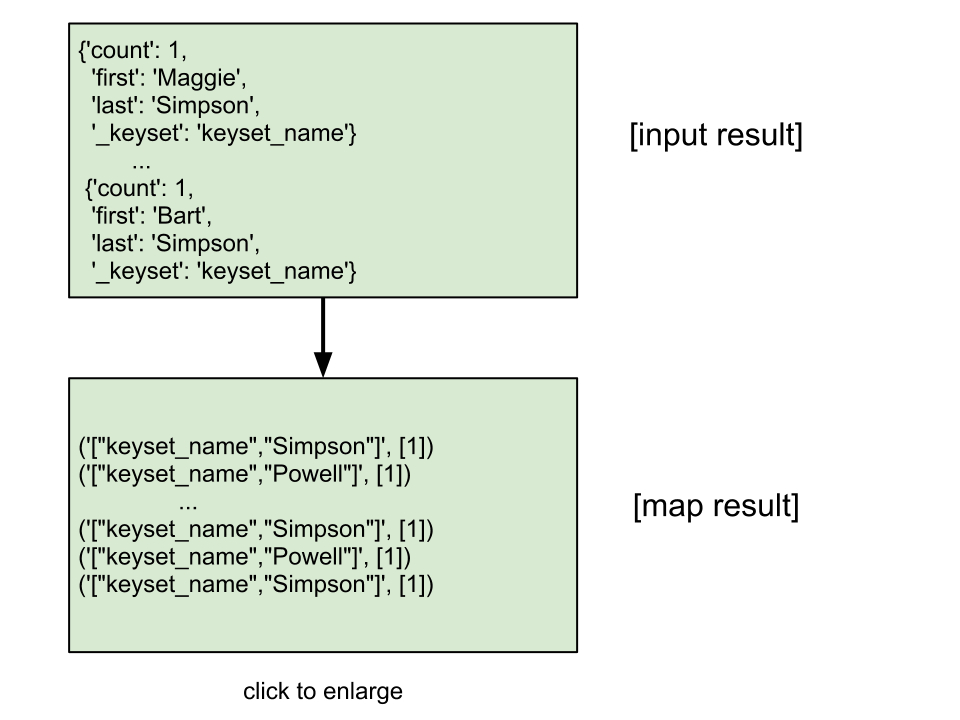 {'count': 1,
'first': 'Maggie',
'last': 'Simpson',
'_keyset': 'keyset_name'}
...
{'count': 1,
'first': 'Bart',
'last': 'Simpson',
'_keyset': 'keyset_name'}
[input result]
('["keyset_name","Simpson"]', [1])
('["keyset_name","Powell"]', [1])
...
('["keyset_name","Simpson"]', [1])
('["keyset_name","Powell"]', [1])
('["keyset_name","Simpson"]', [1])
[map result]
click to enlarge